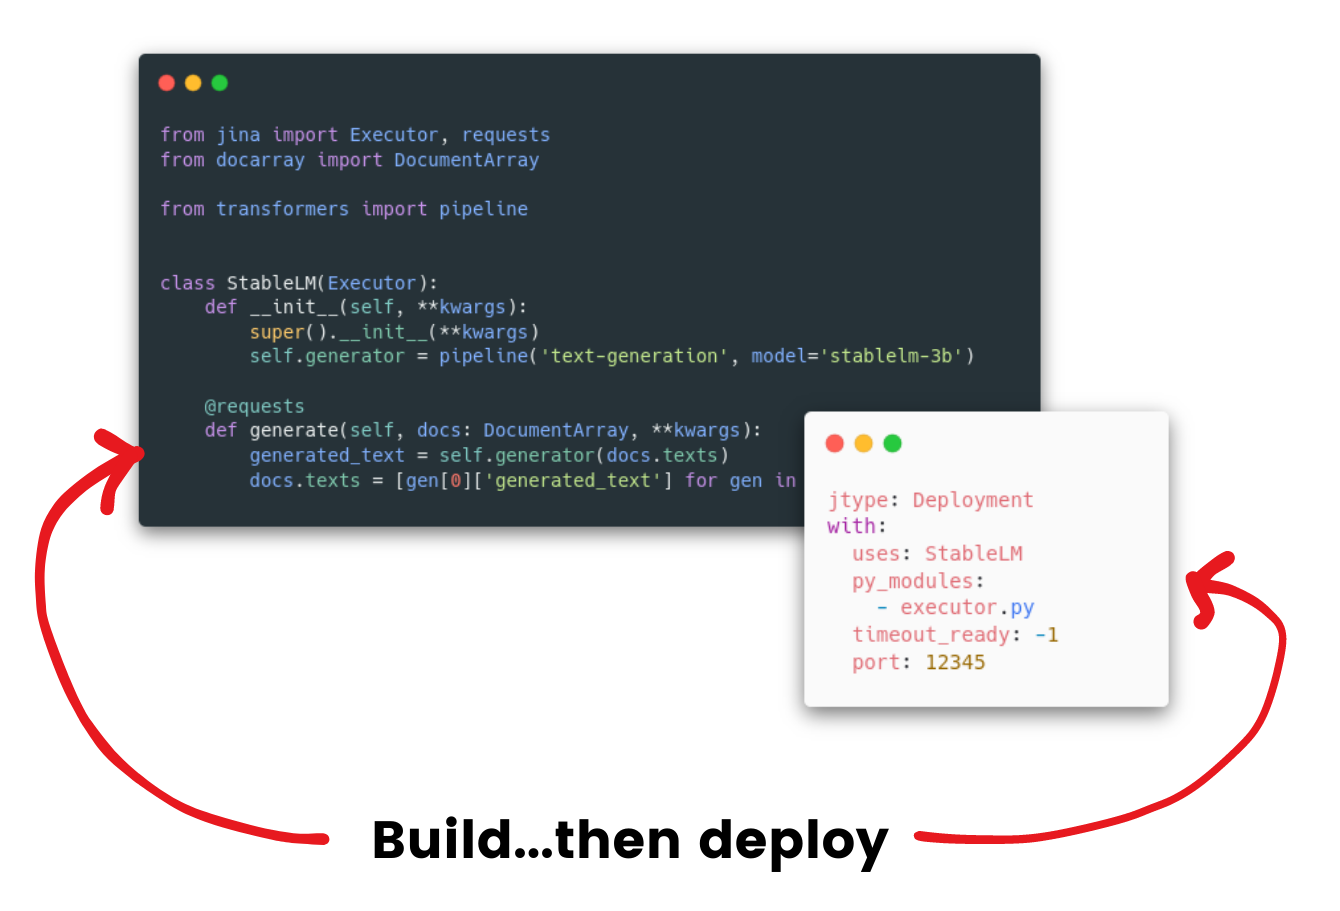 from jina import Executor, requests
from docarray import DocumentArray
from transformers import pipeline
class StableLM(Executor):
    def __init__(self, **kwargs):
        super().__init__(**kwargs)
        self.generator = pipeline('text-generation', model='stablelm-3b')
    @requests
    def generate(self, docs: DocumentArray, **kwargs):
        generated_text = self.generator(docs.texts)
        docs.texts = [gen[0]['generated_text'] for gen in
jtype: Deployment
with:
  uses: StableLM
  py_modules:
    - executor.py
  timeout_ready: -1
  port: 12345
Build...then deploy